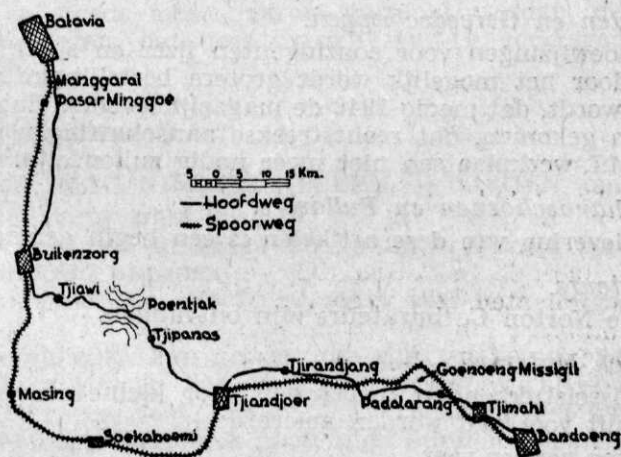 Batavia
Manggarai
Pasar Minggoe
5 0 5 10 15 Km.
Hoofdweg
Spoorweg
Buitenzorg
Tjiawi
Poentjak
Tjipanas
Tjirandjang
Goenoeng Missigit
Masing
Tjiandjoer
Padalarang
Tjimahi
Soekaboemi
Bandoeng